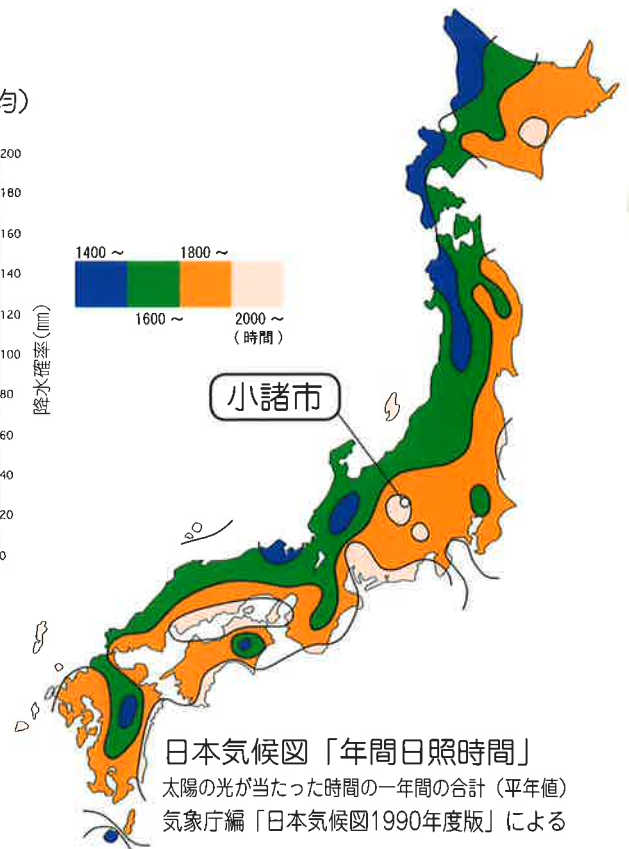 均)
200
180
160
140
120
100
80
60
40
20
0
降水確率(mm)
1400～
1800～
1600～
2000～
(時間)
小諸市
日本気候図「年間日照時間」
太陽の光が当たった時間の一年間の合計（平年値）
気象庁編「日本気候図1990年度版」による